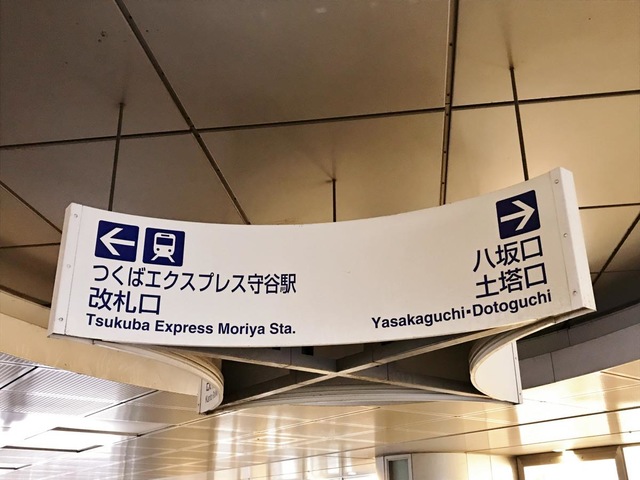 つくばエクスプレス守谷駅
改札口
Tsukuba Express Moriya Sta.
八坂口
土塔口
Yasakaguchi・Dotoguchi